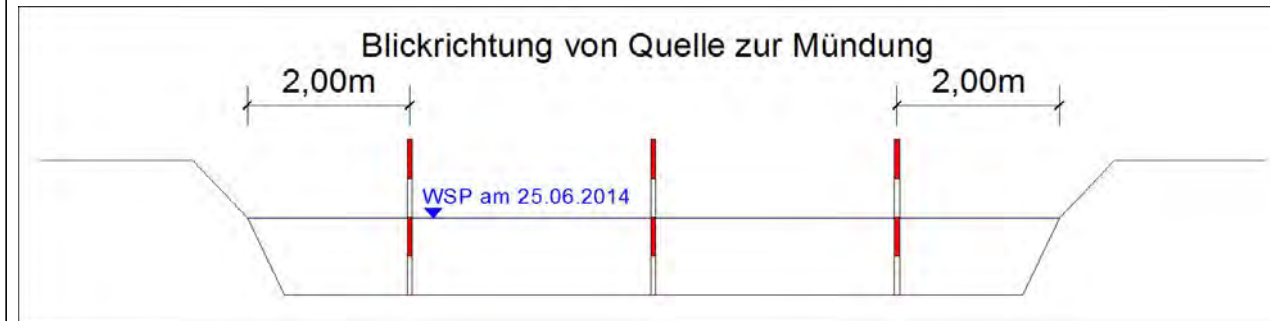 Blickrichtung von Quelle zur Mündung
2,00m 2,00m
WSP am 25.06.2014